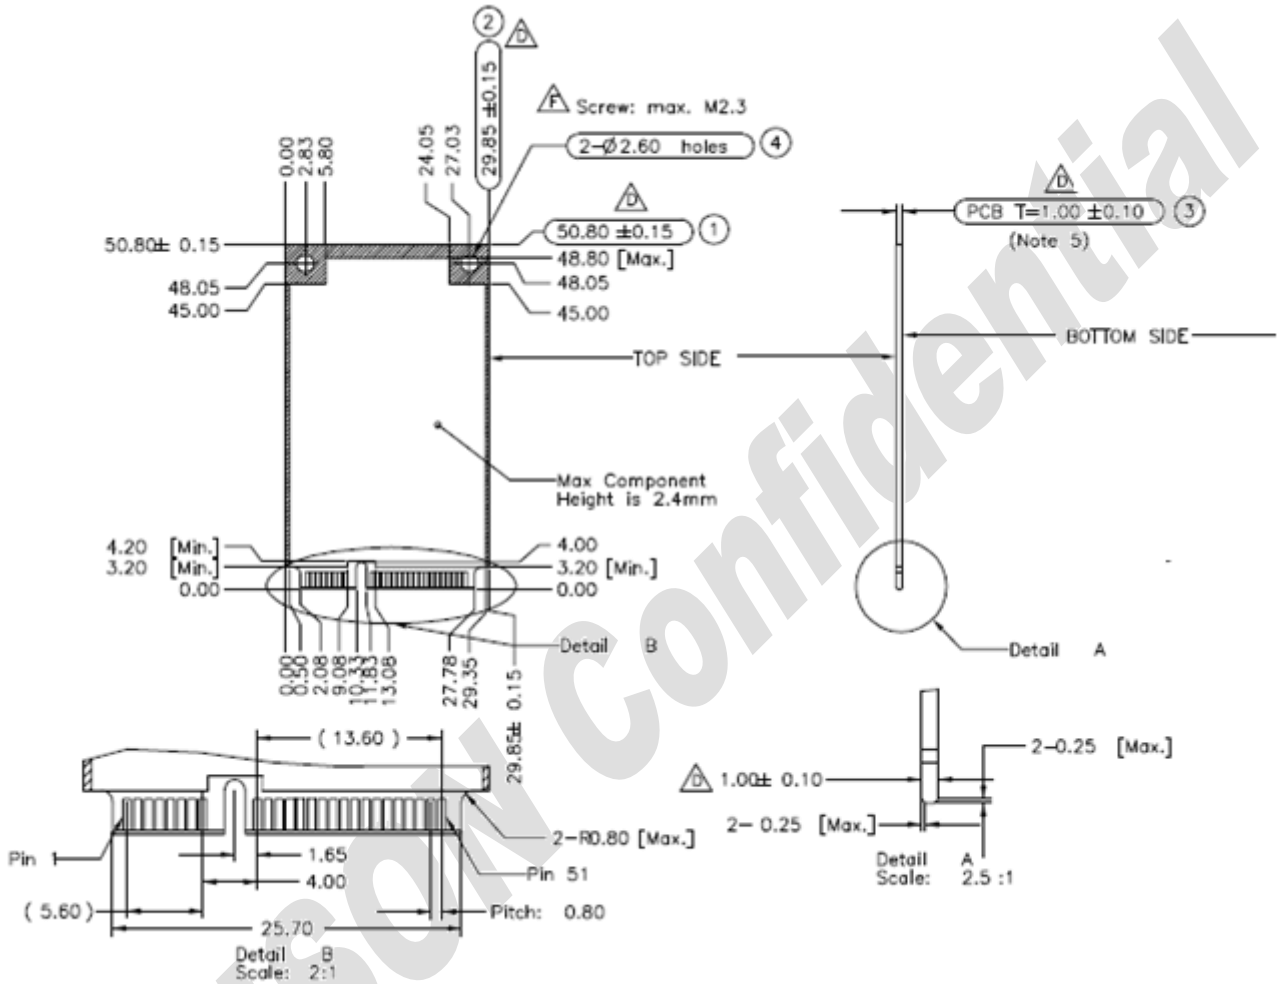 2
D
29.85 ±0.15
F Screw: max. M2.3
2-Ø2.60 holes 4
0.00
2.83
5.80
24.05
27.03
D
50.80± 0.15
50.80 ±0.15 1
48.80 [Max.]
48.05
48.05
45.00
45.00
D
PCB T=1.00 ±0.10 3
(Note 5)
BOTTOM SIDE
TOP SIDE
Max Component
Height is 2.4mm
4.20 [Min.]
4.00
3.20 [Min.]
3.20 [Min.]
0.00
0.00
Detail B
Detail A
0.00
0.50
2.08
9.08
10.33
11.83
13.08
27.78
29.35
29.85± 0.15
( 13.60 )
2-0.25 [Max.]
D 1.00± 0.10
2- 0.25 [Max.]
2-R0.80 [Max.]
Pin 1
1.65
Pin 51
4.00
Detail A
Scale: 2.5 :1
( 5.60 )
Pitch: 0.80
25.70
Detail B
Scale: 2:1
SON Confidential